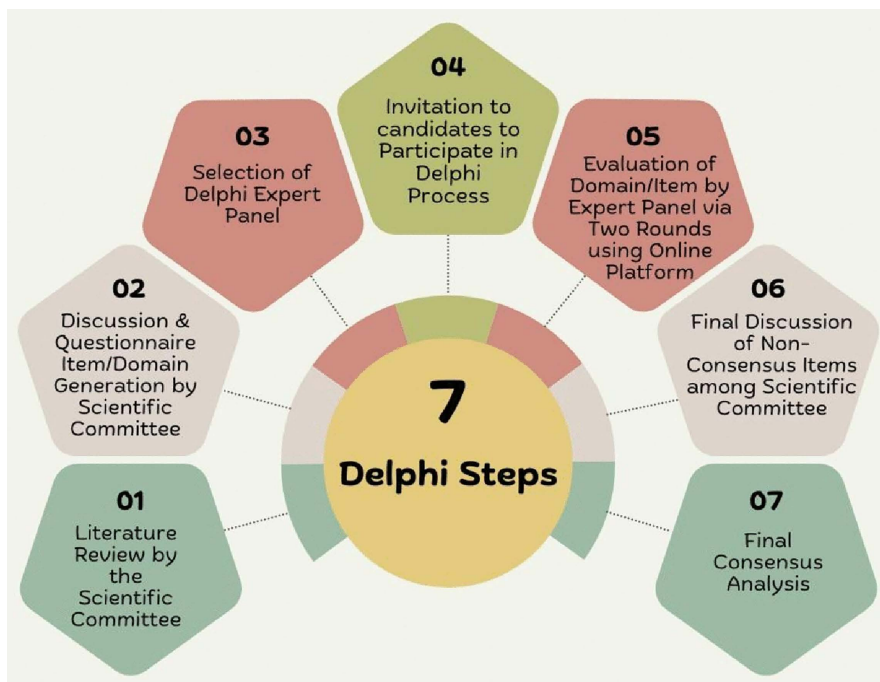 01
Literature
Review by
the
Scientific
Committee
02
Discussion &
Questionnaire
Item/Domain
Generation by
Scientific
Committee
03
Selection of
Delphi Expert
Panel
04
Invitation to
candidates to
Participate in
Delphi
Process
05
Evaluation of
Domain/Item by
Expert Panel via
Two Rounds
using Online
Platform
06
Final Discussion
of Non-
Consensus Items
among Scientific
Committee
07
Final
Consensus
Analysis
7
Delphi Steps